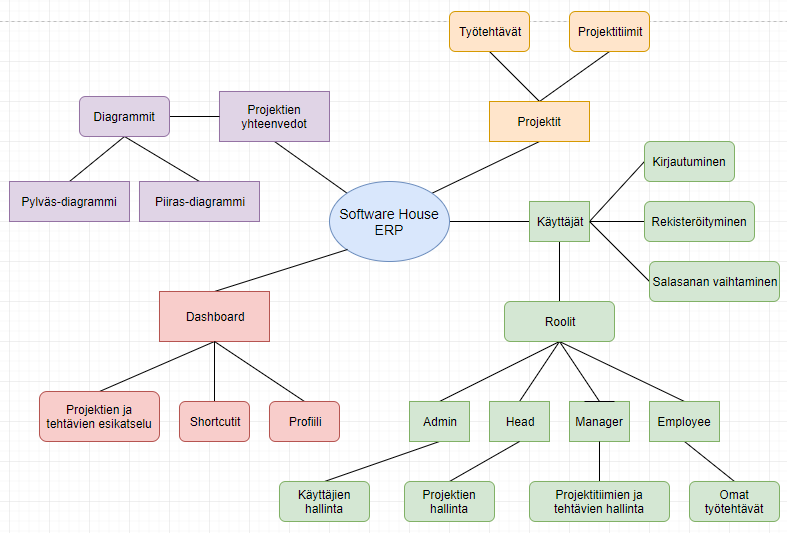 Työtehtävät
Projektitiimit
Projektit
Diagrammit
Projektien
yhteenvedot
Pylväs-diagrammi
Piiras-diagrammi
Software House
ERP
Käyttäjät
Kirjautuminen
Rekisteröityminen
Salasanan vaihtaminen
Dashboard
Roolit
Projektien ja
tehtävien esikatselu
Shortcutit
Profiili
Admin
Head
Manager
Employee
Käyttäjien
hallinta
Projektien
hallinta
Projektitiimien ja
tehtävien hallinta
Omat
työtehtävät